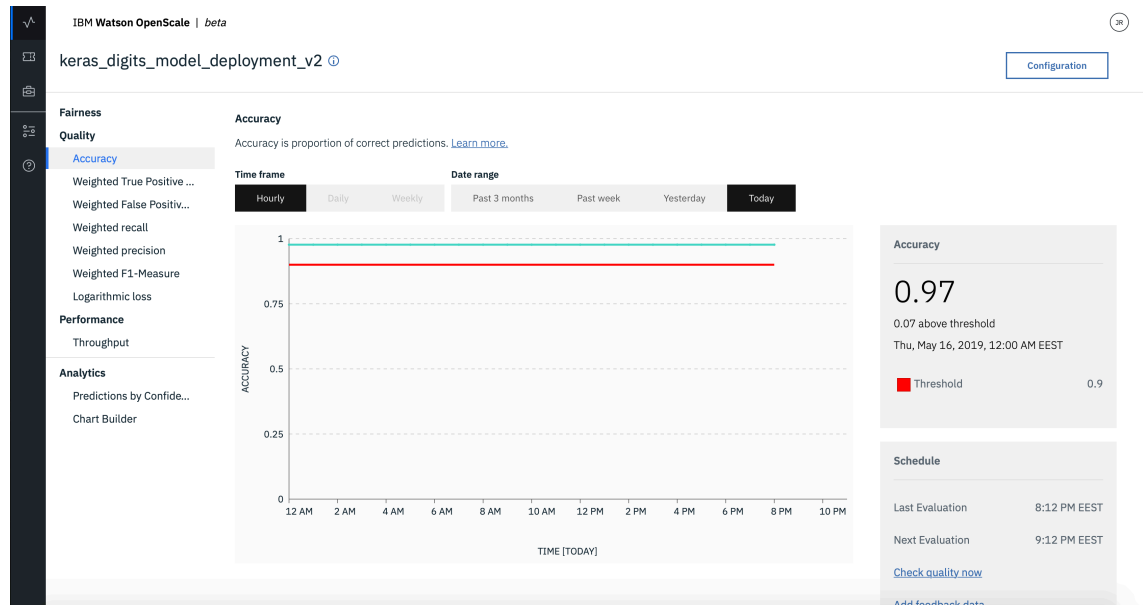 IBM Watson OpenScale | beta
JR
keras_digits_model_deployment_v2
Configuration
Fairness
Quality
Accuracy
Weighted True Positive ...
Weighted False Positiv...
Weighted recall
Weighted precision
Weighted F1-Measure
Logarithmic loss
Performance
Throughput
Analytics
Predictions by Confide...
Chart Builder
Accuracy
Accuracy is proportion of correct predictions. Learn more.
Time frame
Date range
Hourly Daily Weekly
Past 3 months Past week Yesterday Today
1
0.75
0.5
0.25
0
ACCURACY
12 AM 2 AM 4 AM 6 AM 8 AM 10 AM 12 PM 2 PM 4 PM 6 PM 8 PM 10 PM
TIME [TODAY]
Accuracy
0.97
0.07 above threshold
Thu, May 16, 2019, 12:00 AM EEST
Threshold 0.9
Schedule
Last Evaluation 8:12 PM EEST
Next Evaluation 9:12 PM EEST
Check quality now
Add feedback data